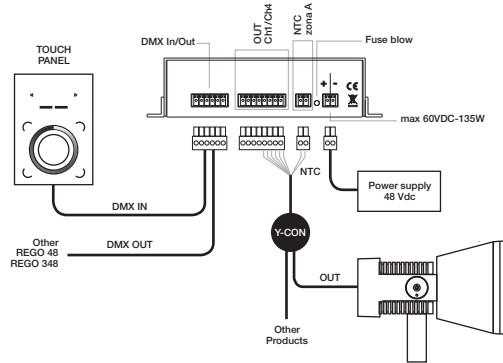 TOUCH
PANEL
DMX In/Out
OUT
Ch1/Ch4
NTC
zona A
Fuse blow
+ -
CE
max 60VDC-135W
NTC
Power supply
48 Vdc
DMX IN
Other
REGO 48
REGO 348
DMX OUT
Y-CON
OUT
Other
Products